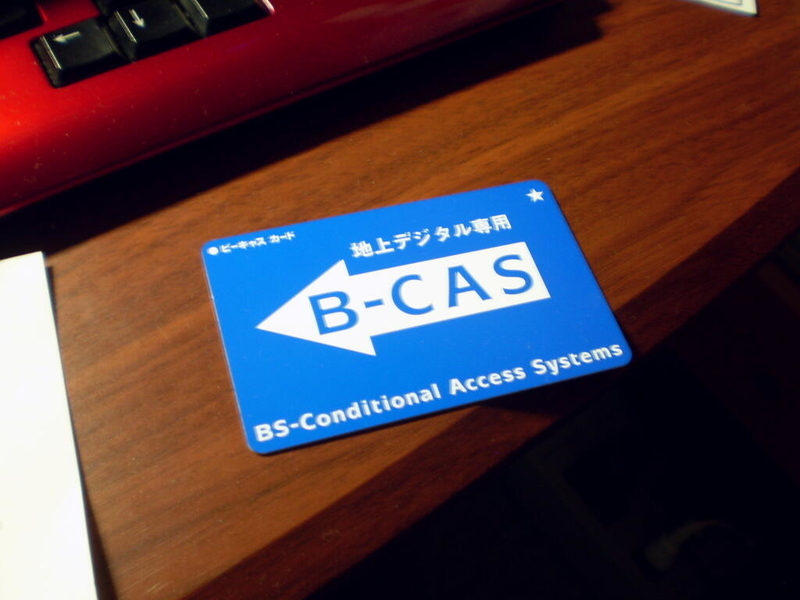 ビーキャス カード
★
地上デジタル専用
B-CAS
BS-Conditional Access Systems
←
↓